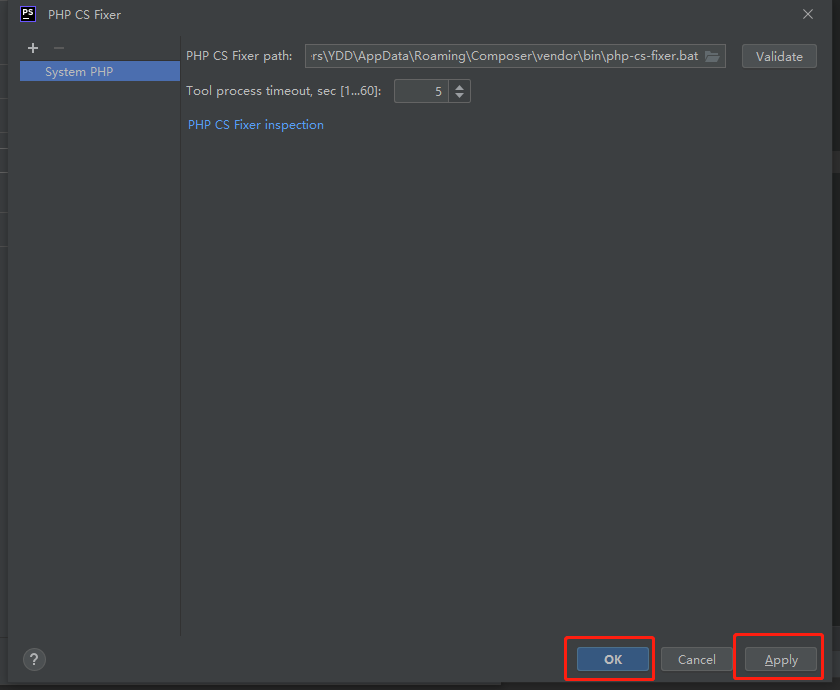 PS PHP CS Fixer
+ −
System PHP
PHP CS Fixer path: rs\YDD\AppData\Roaming\Composer\vendor\bin\php-cs-fixer.bat Validate
Tool process timeout, sec [1...60]: 5
PHP CS Fixer inspection
? OK Cancel Apply